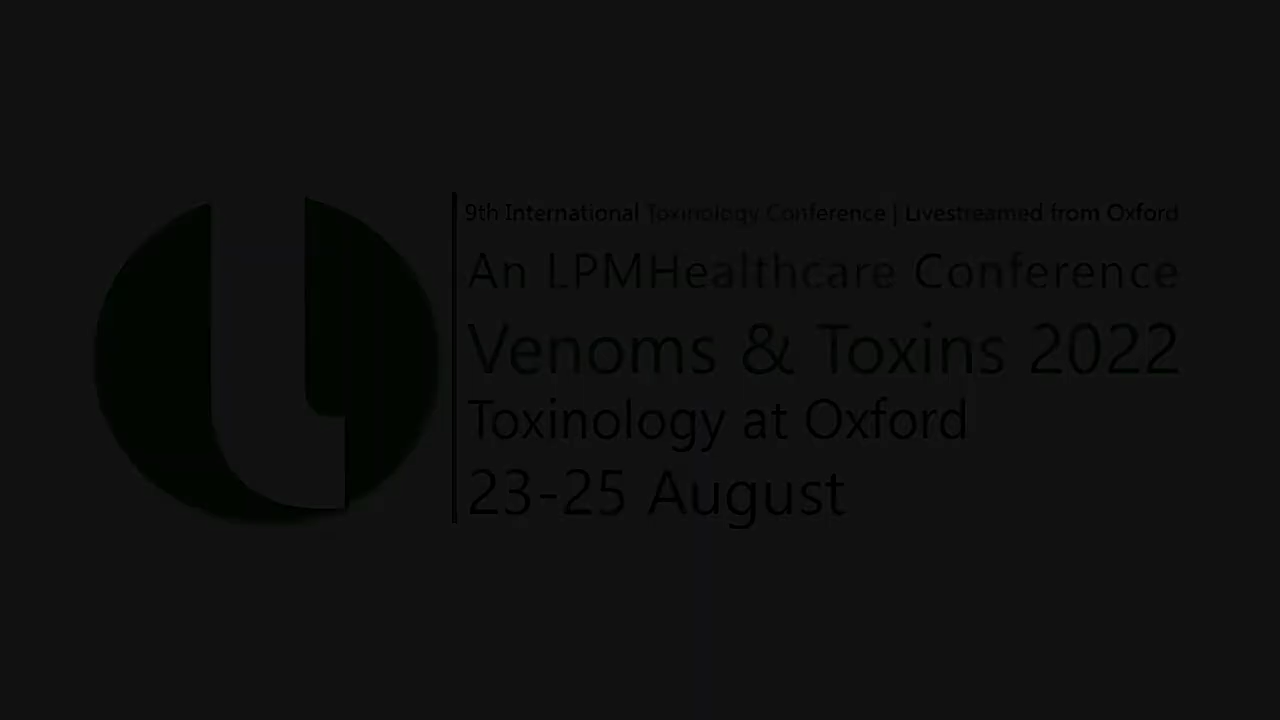 9th International Toxinology Conference | Livestreamed from Oxford
An LPMHealthcare Conference
Venoms & Toxins 2022
Toxinology at Oxford
23-25 August